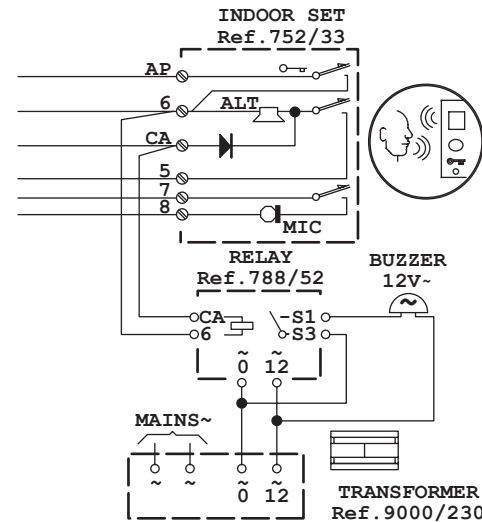 INDOOR SET
Ref.752/33
AP
6
ALT
CA
5
7
8
MIC
RELAY
Ref.788/52
BUZZER
12V~
CA
S1
6
S3
~ ~
0 12
MAINS~
~ ~ ~ ~
0 12
TRANSFORMER
Ref.9000/230